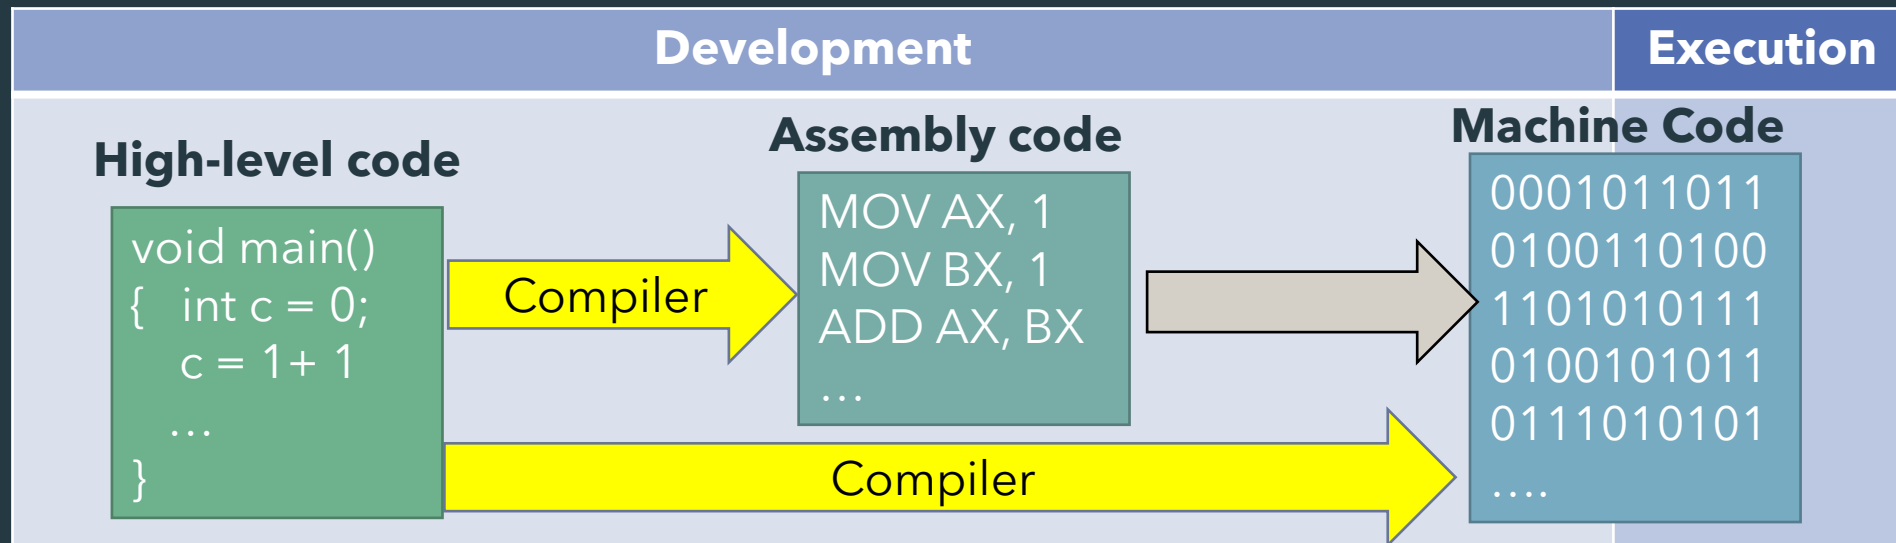 Development
Execution
High-level code
void main()
{ int c = 0;
c = 1+ 1
...
}
Compiler
Assembly code
MOV AX, 1
MOV BX, 1
ADD AX, BX
...
Compiler
Machine Code
0001011011
0100110100
1101010111
0100101011
0111010101
....